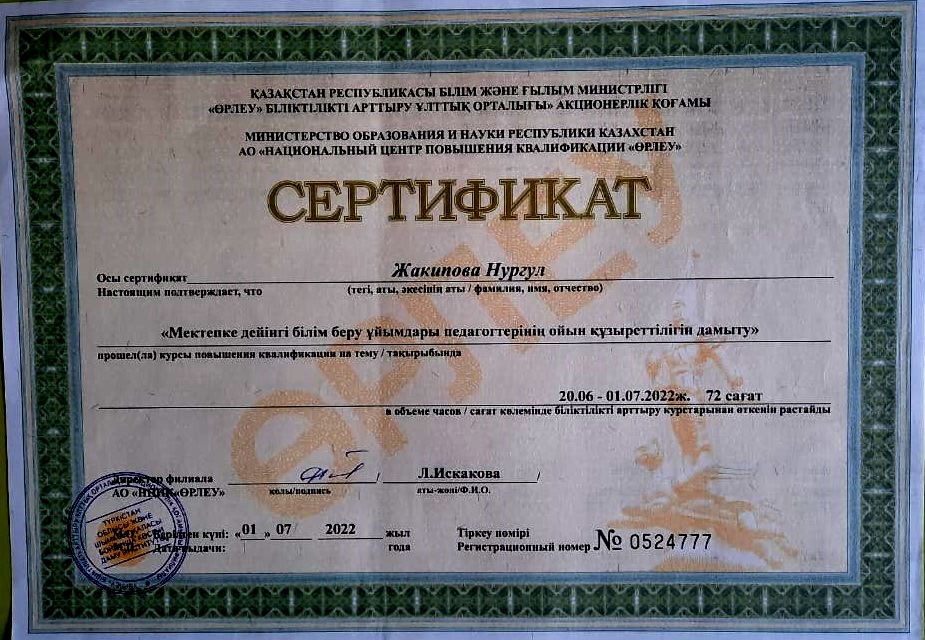 ҚАЗАҚСТАН РЕСПУБЛИКАСЫ БІЛІМ ЖӘНЕ ҒЫЛЫМ МИНИСТРЛІГІ
«ӨРЛЕУ» БІЛІКТІЛІКТІ АРТТЫРУ ҰЛТТЫҚ ОРТАЛЫҒЫ» АКЦИОНЕРЛІК ҚОҒАМЫ
МИНИСТЕРСТВО ОБРАЗОВАНИЯ И НАУКИ РЕСПУБЛИКИ КАЗАХСТАН
АО «НАЦИОНАЛЬНЫЙ ЦЕНТР ПОВЫШЕНИЯ КВАЛИФИКАЦИИ «ӨРЛЕУ»
СЕРТИФИКАТ
ӨРЛЕУ
Осы сертификат Жакипова Нургул
Настоящим подтверждает, что (тегі, аты, әкесінің аты / фамилия, имя, отчество)
«Мектепке дейінгі білім беру ұйымдары педагогтерінің ойын құзыреттілігін дамыту»
прошел(ла) курсы повышения квалификации на тему / тақырыбында
20.06 - 01.07.2022ж. 72 сағат
в объеме часов / сағат көлемінде біліктілікті арттыру курстарынан өткенін растайды
Директор филиала Л.Искакова
АО «НЦПК «ӨРЛЕУ» қолы/подпись аты-жөні/Ф.И.О.
Берілген күні: «01 » 07 2022 жыл Тіркеу нөмірі
Дата выдачи: года Регистрационный номер № 0524777
ТҮРКІСТАН
ОБЛЫСЫ ЖӘНЕ